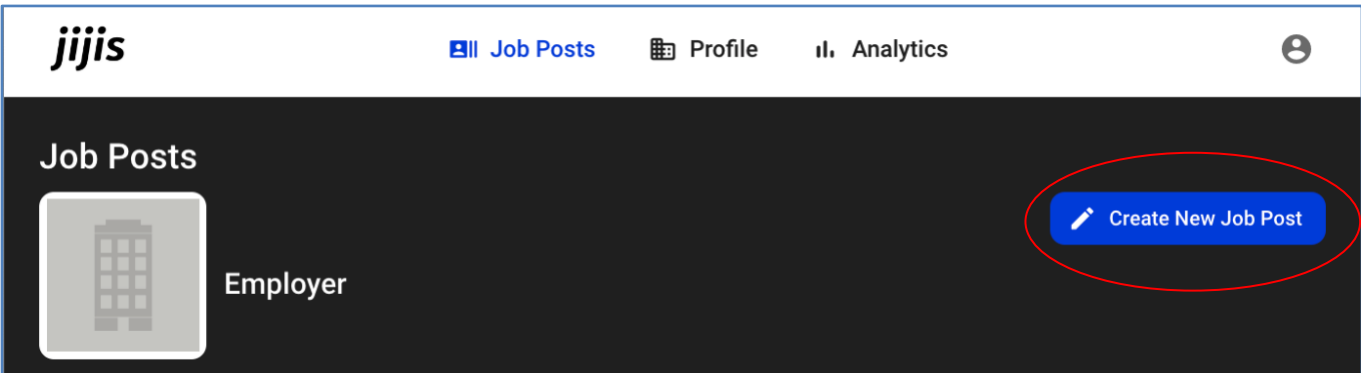 jijis
Job Posts
Profile
Analytics
Job Posts
Create New Job Post
Employer